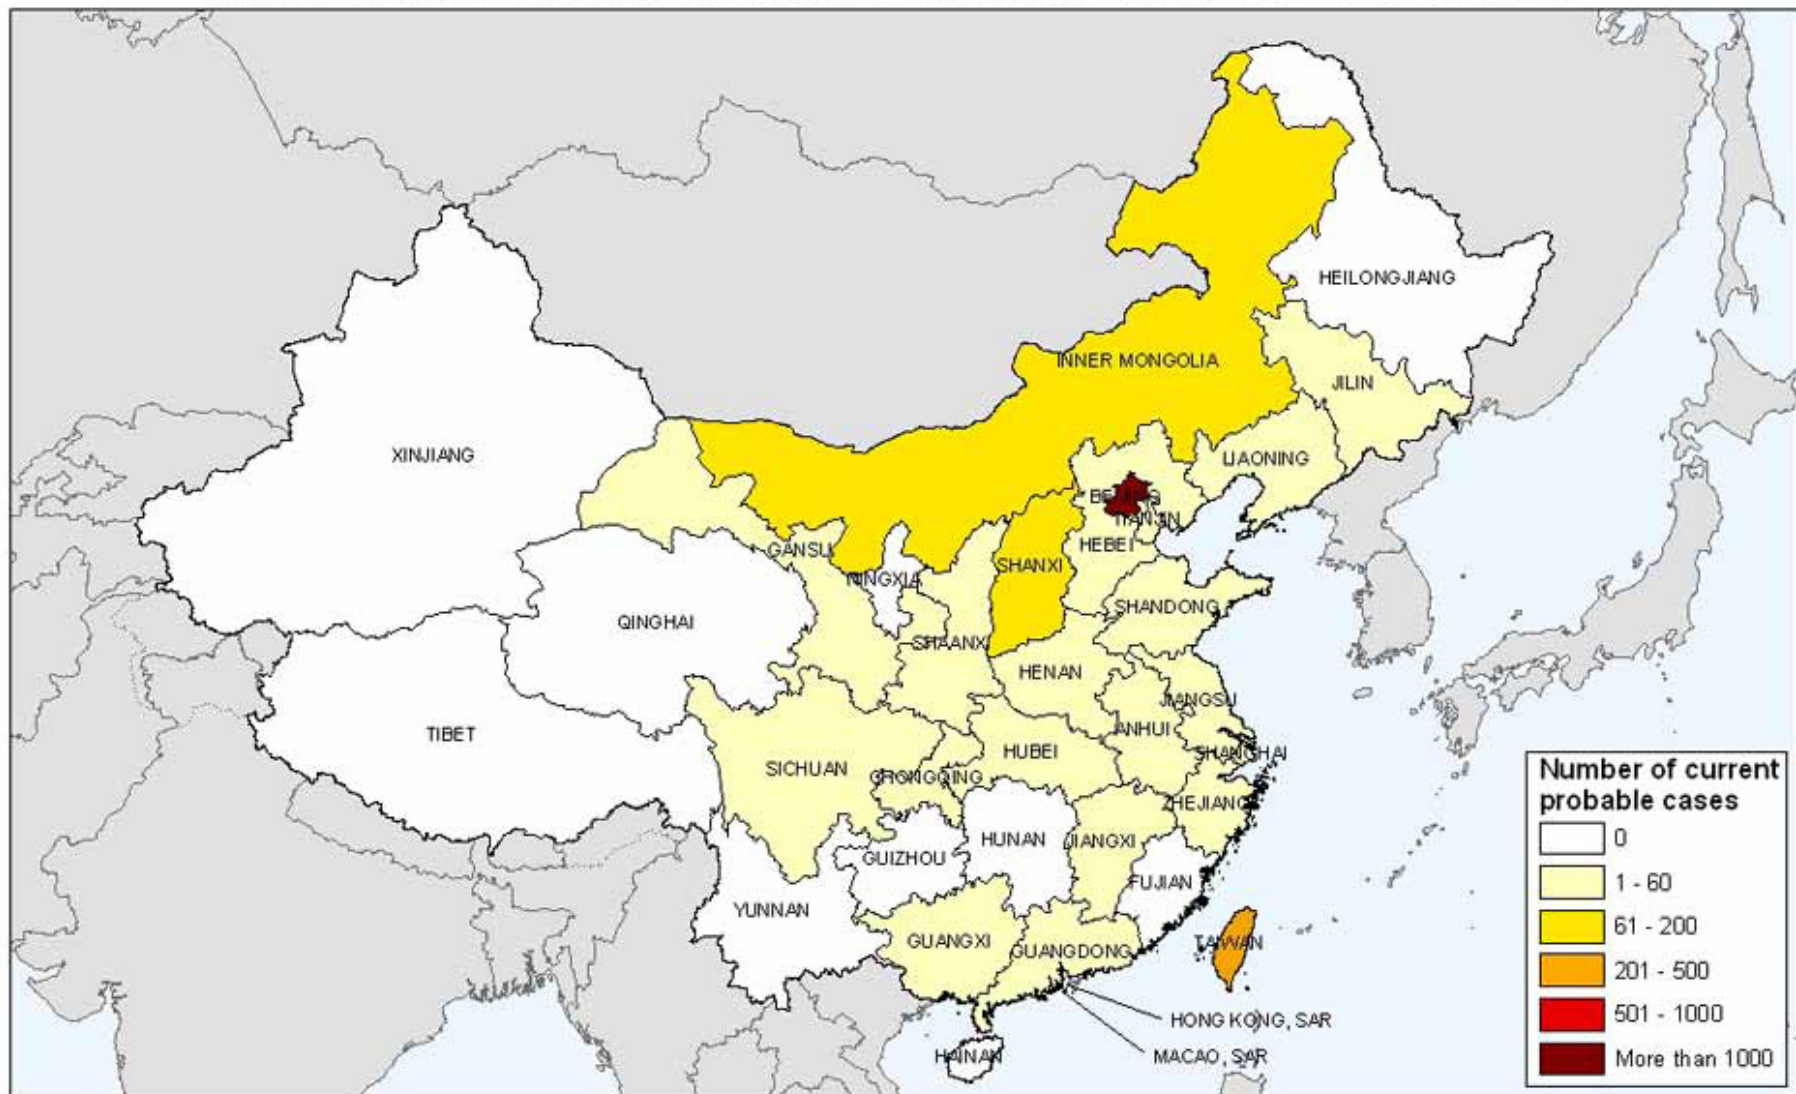 HEILONGJIANG
INNER MONGOLIA
JILIN
XINJIANG
LIAONING
BEIJING
TIANJIN
GANSU
HEBEI
SHANXI
NINGXIA
SHANDONG
QINGHAI
SHAANXI
HENAN
JIANGSU
TIBET
ANHUI
HUBEI
SHANGHAI
SICHUAN
CHONGQING
ZHEJIANG
HUNAN
JIANGXI
GUIZHOU
FUJIAN
YUNNAN
GUANGXI
GUANGDONG
TAIWAN
HONG KONG, SAR
HAINAN
MACAO, SAR
Number of current
probable cases
0
1 - 60
61 - 200
201 - 500
501 - 1000
More than 1000